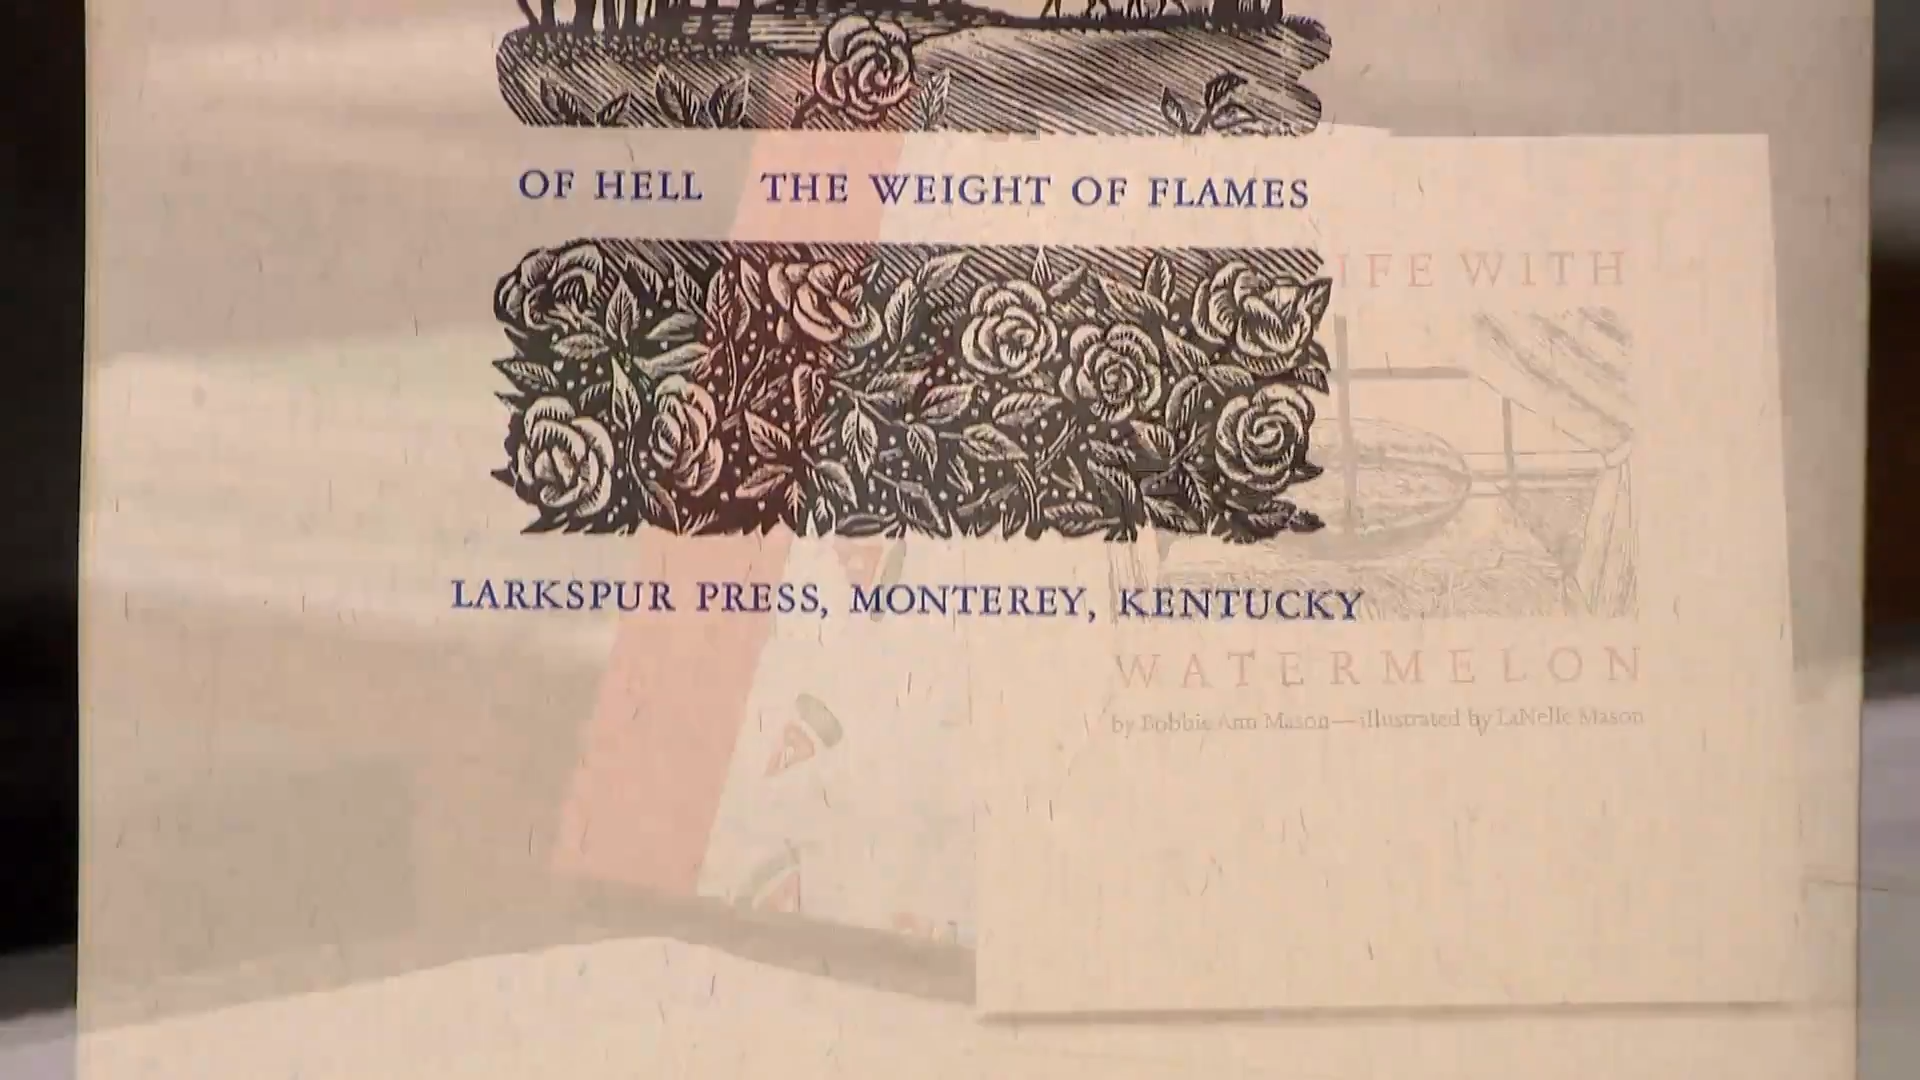 OF HELL THE WEIGHT OF FLAMES
LARKSPUR PRESS, MONTEREY, KENTUCKY
IFE WITH
WATERMELON
by Bobbie Ann Mason—illustrated by LaNelle Mason